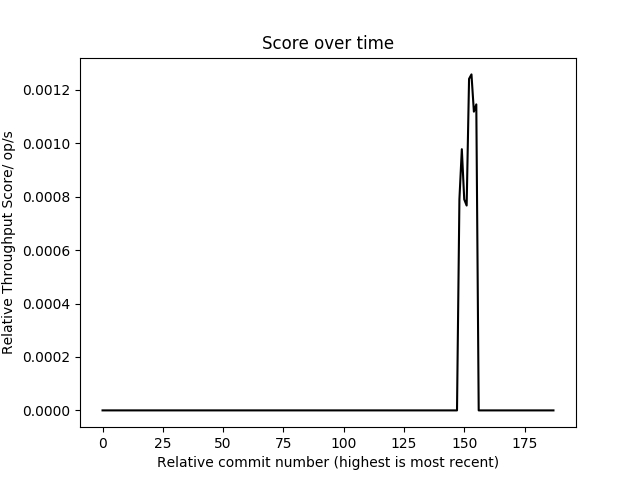 Score over time
Relative Throughput Score/ op/s
0.0012
0.0010
0.0008
0.0006
0.0004
0.0002
0.0000
0 25 50 75 100 125 150 175
Relative commit number (highest is most recent)